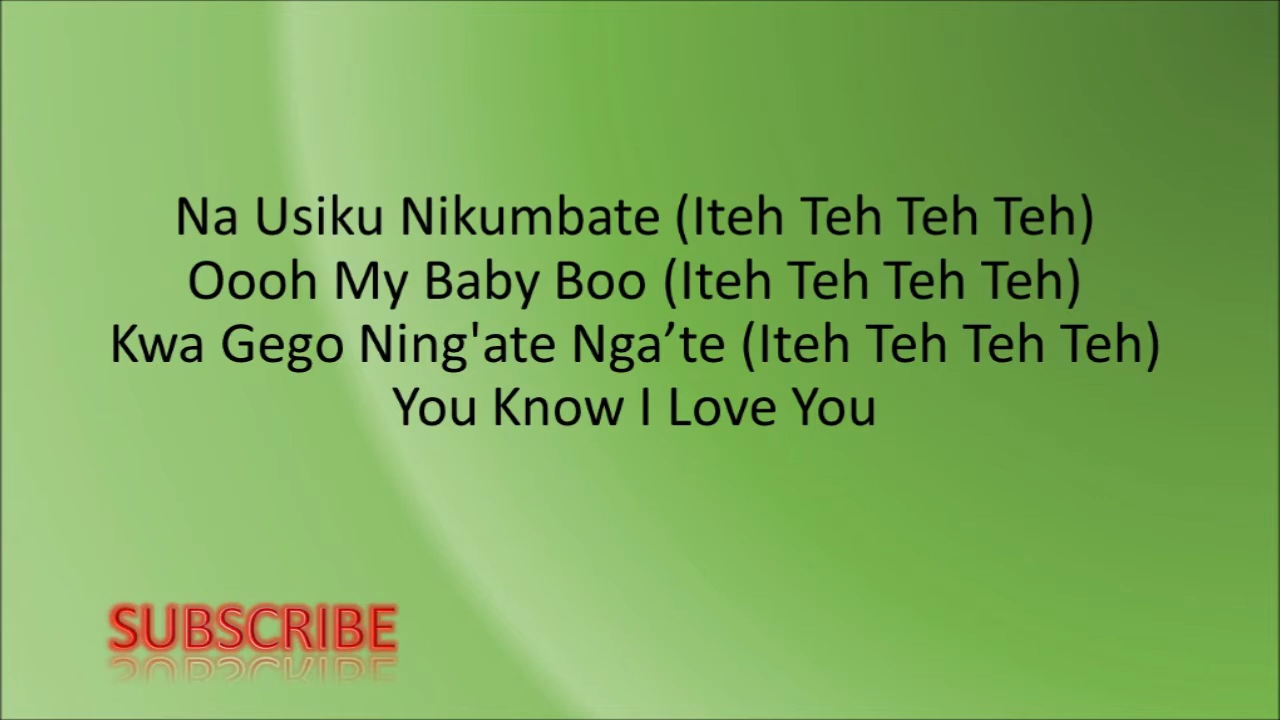 Na Usiku Nikumbate (Iteh Teh Teh Teh)
Oooh My Baby Boo (Iteh Teh Teh Teh)
Kwa Gego Ning'ate Nga’te (Iteh Teh Teh Teh)
You Know I Love You
SUBSCRIBE